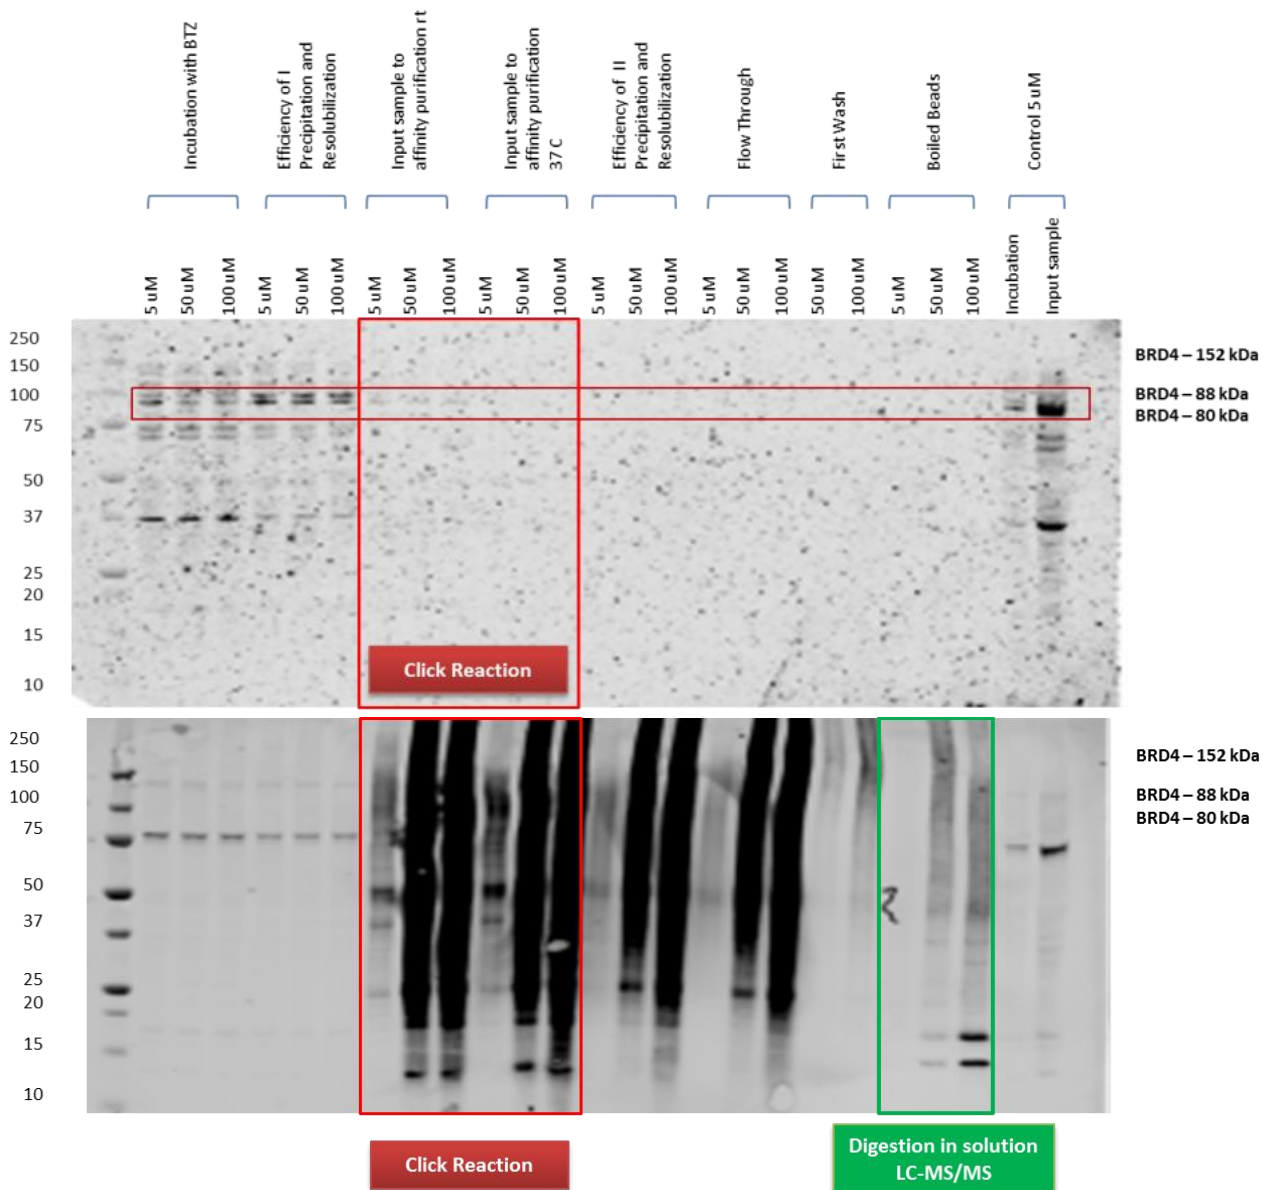 Incubation with BTZ
Efficiency of I
Precipitation and
Resolubilization
Input sample to
affinity purification rt
Input sample to
affinity purification
37 C
Efficiency of II
Precipitation and
Resolubilization
Flow Through
First Wash
Boiled Beads
Control 5 uM
5 uM
50 uM
100 uM
5 uM
50 uM
100 uM
5 uM
50 uM
100 uM
5 uM
50 uM
100 uM
5 uM
50 uM
100 uM
5 uM
50 uM
100 uM
50 uM
100 uM
5 uM
50 uM
100 uM
Incubation
Input sample
250
150
100
75
50
37
25
20
15
10
BRD4 – 152 kDa
BRD4 – 88 kDa
BRD4 – 80 kDa
Click Reaction
250
150
100
75
50
37
25
20
15
10
BRD4 – 152 kDa
BRD4 – 88 kDa
BRD4 – 80 kDa
Click Reaction
Digestion in solution
LC-MS/MS